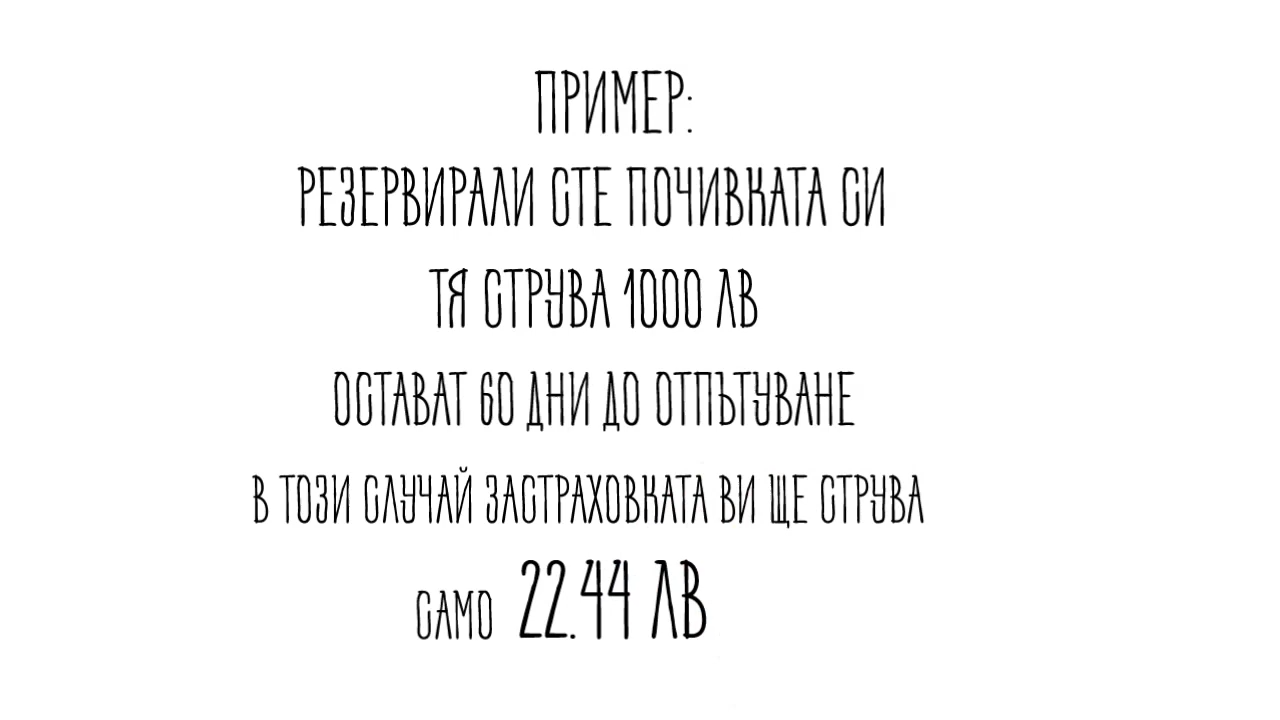 ПРИМЕР:
РЕЗЕРВИРАЛИ СТЕ ПОЧИВКАТА СИ
ТЯ СТРУВА 1000 ЛВ
ОСТАВАТ 60 ДНИ ДО ОТПЪТУВАНЕ
В ТОЗИ СЛУЧАЙ ЗАСТРАХОВКАТА ВИ ЩЕ СТРУВА
САМО 22.44 ЛВ